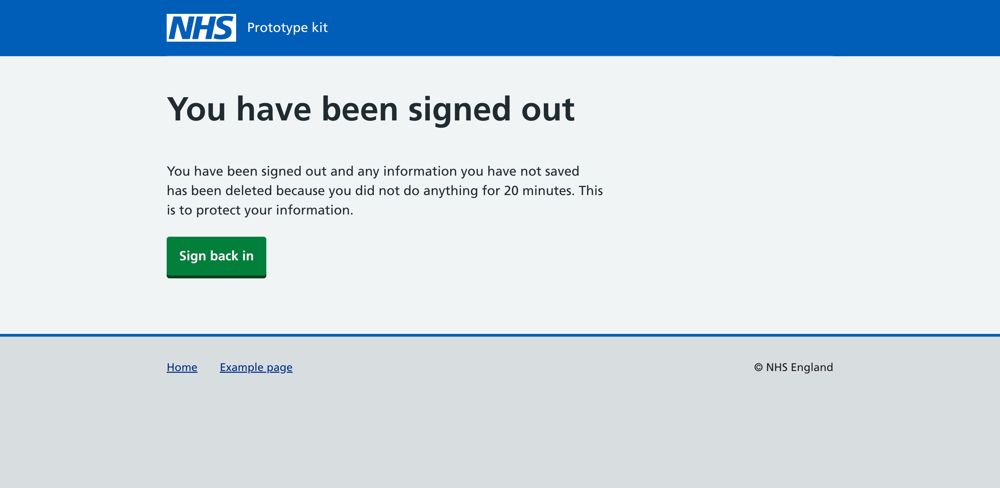 NHS Prototype kit
You have been signed out
You have been signed out and any information you have not saved
has been deleted because you did not do anything for 20 minutes. This
is to protect your information.
Sign back in
Home Example page © NHS England